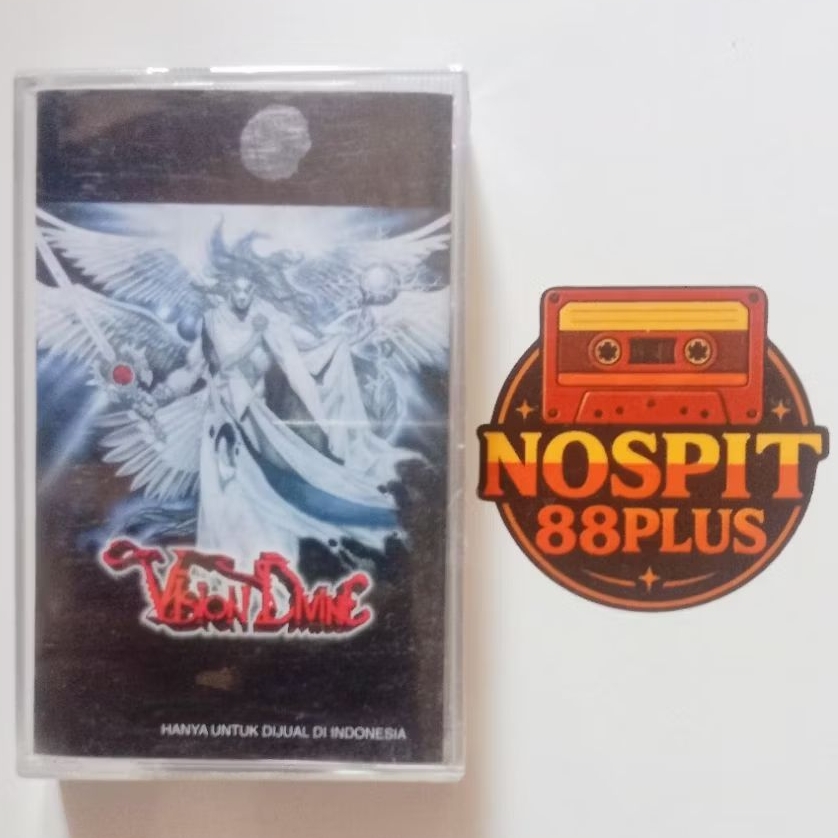 VISION DIVINE
HANYA UNTUK DIJUAL DI INDONESIA
NOSPIT
88PLUS